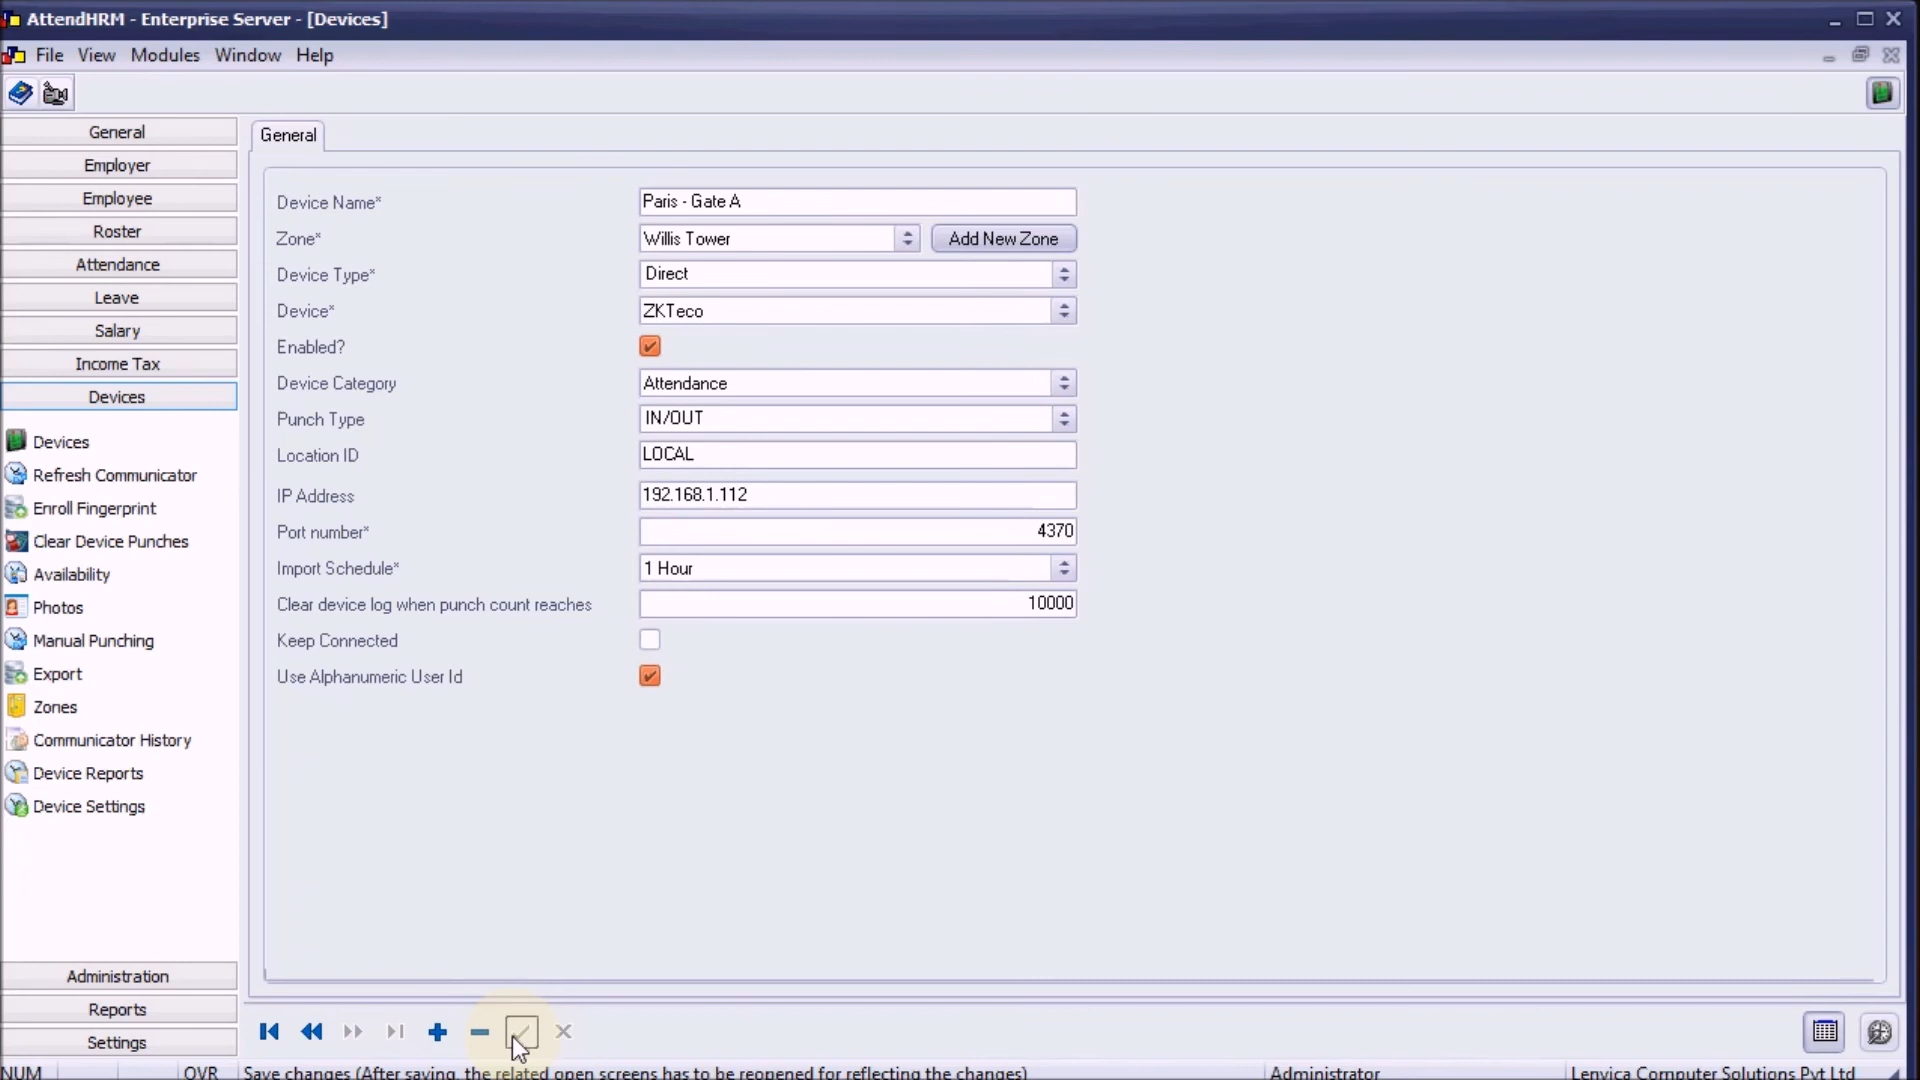 AttendHRM - Enterprise Server - [Devices]
File View Modules Window Help
General
Employer
Employee
Roster
Attendance
Leave
Salary
Income Tax
Devices
Devices
Refresh Communicator
Enroll Fingerprint
Clear Device Punches
Availability
Photos
Manual Punching
Export
Zones
Communicator History
Device Reports
Device Settings
Administration
Reports
Settings
General
Device Name* Paris - Gate A
Zone* Willis Tower Add New Zone
Device Type* Direct
Device* ZKTeco
Enabled?
Device Category Attendance
Punch Type IN/OUT
Location ID LOCAL
IP Address 192.168.1.112
Port number* 4370
Import Schedule* 1 Hour
Clear device log when punch count reaches 10000
Keep Connected
Use Alphanumeric User Id
NUM OVR Save changes (After saving, the related open screens has to be reopened for reflecting the changes) Administrator Lenvica Computer Solutions Pvt Ltd